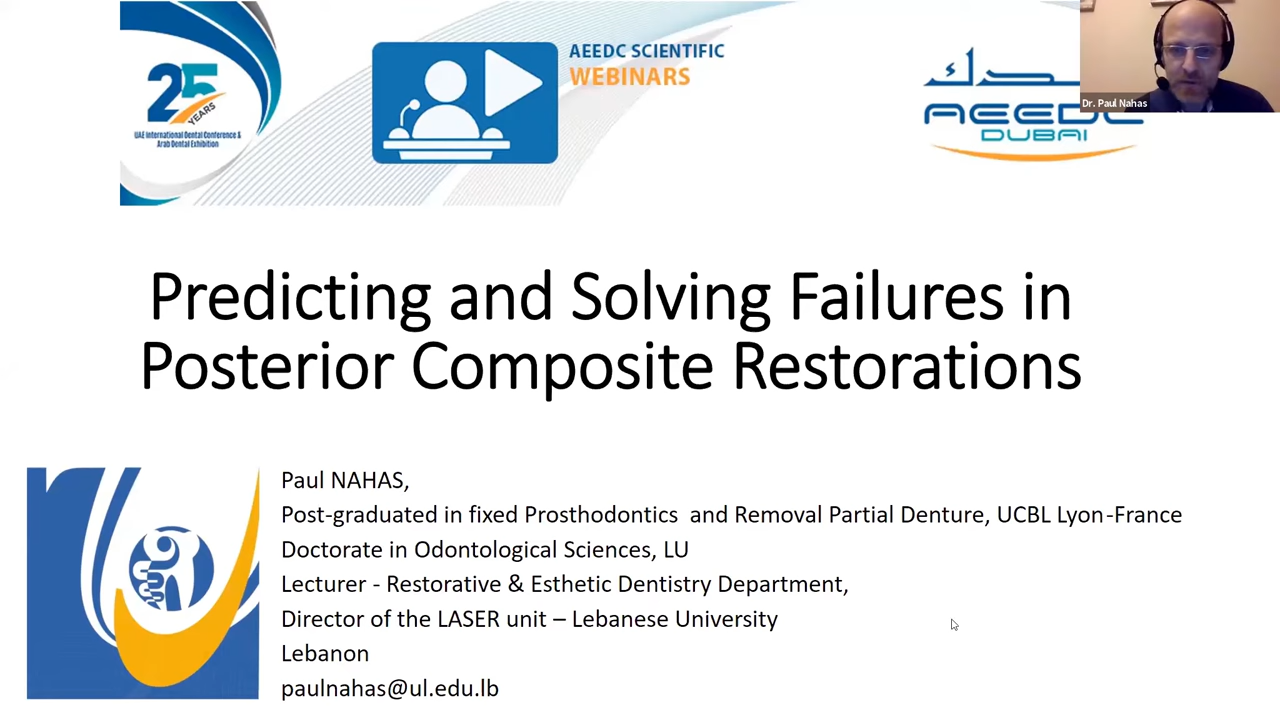 25
YEARS
UAE International Dental Conference &
Arab Dental Exhibition
AEEDC SCIENTIFIC
WEBINARS
AEEDC
DUBAI
Dr. Paul Nahas
Predicting and Solving Failures in
Posterior Composite Restorations
Paul NAHAS,
Post-graduated in fixed Prosthodontics and Removal Partial Denture, UCBL Lyon-France
Doctorate in Odontological Sciences, LU
Lecturer - Restorative & Esthetic Dentistry Department,
Director of the LASER unit – Lebanese University
Lebanon
paulnahas@ul.edu.lb